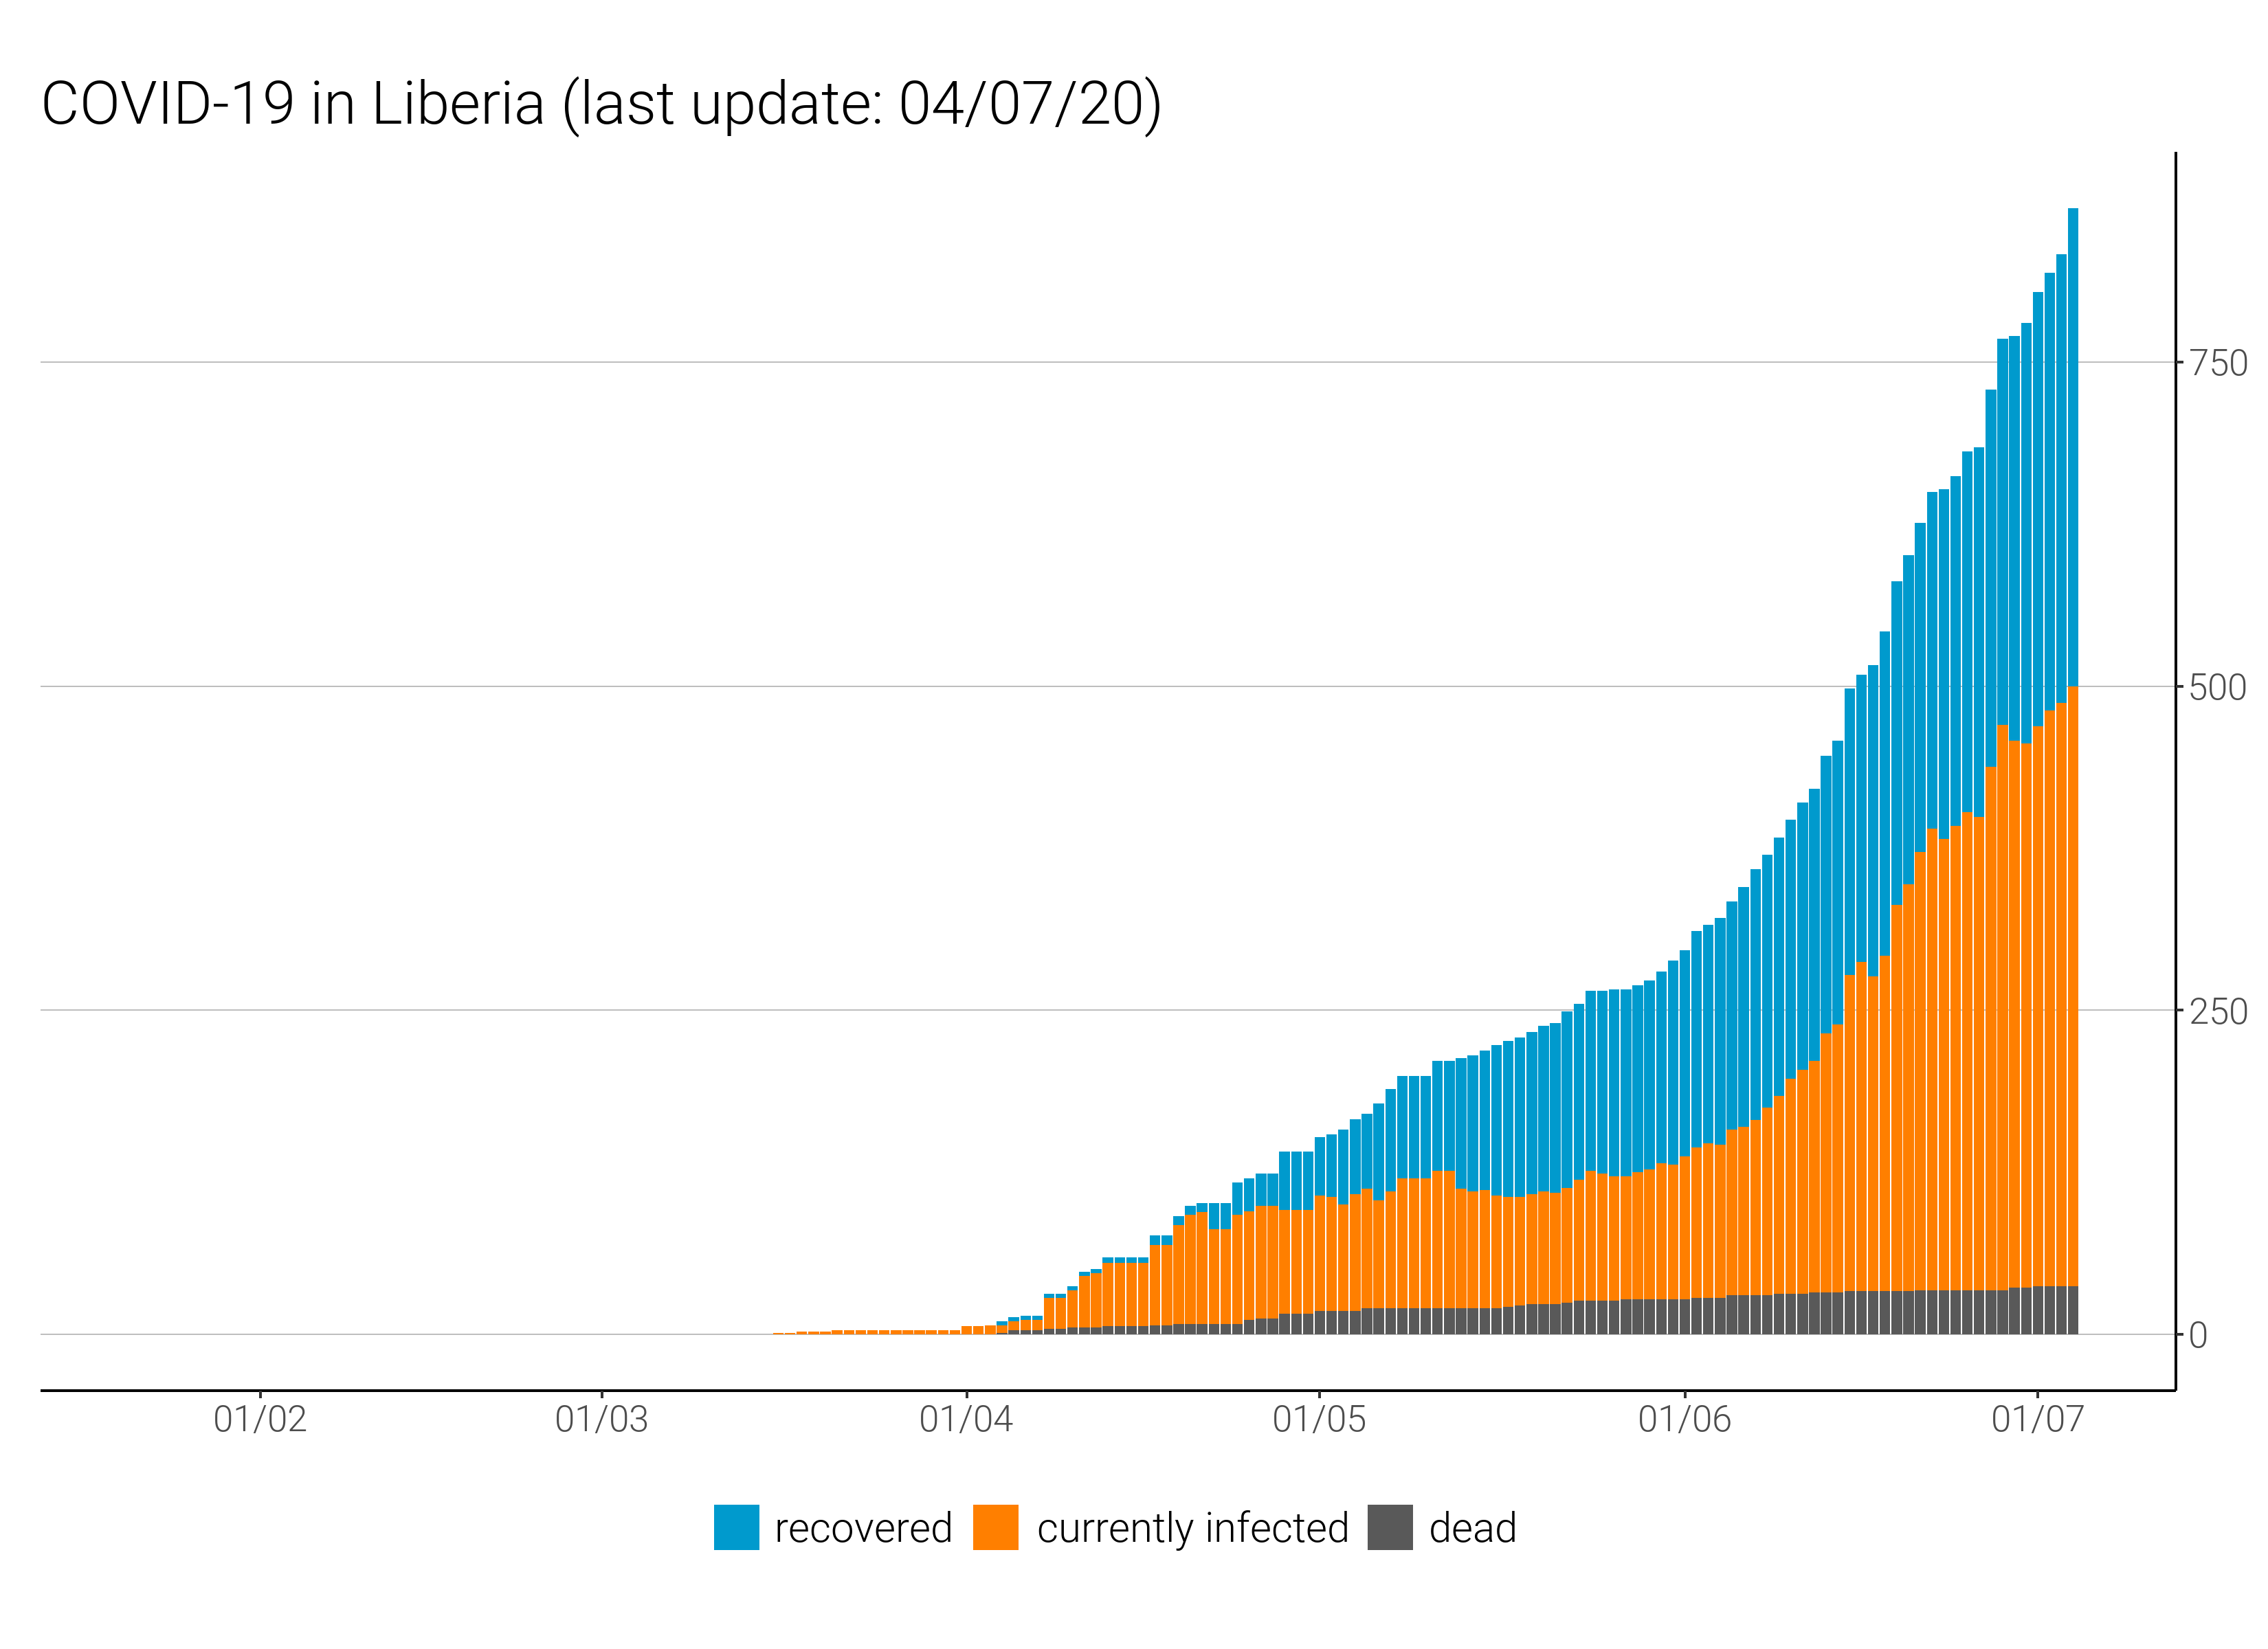 COVID-19 in Liberia (last update: 04/07/20)
750
500
250
0
01/02 01/03 01/04 01/05 01/06 01/07
recovered currently infected dead